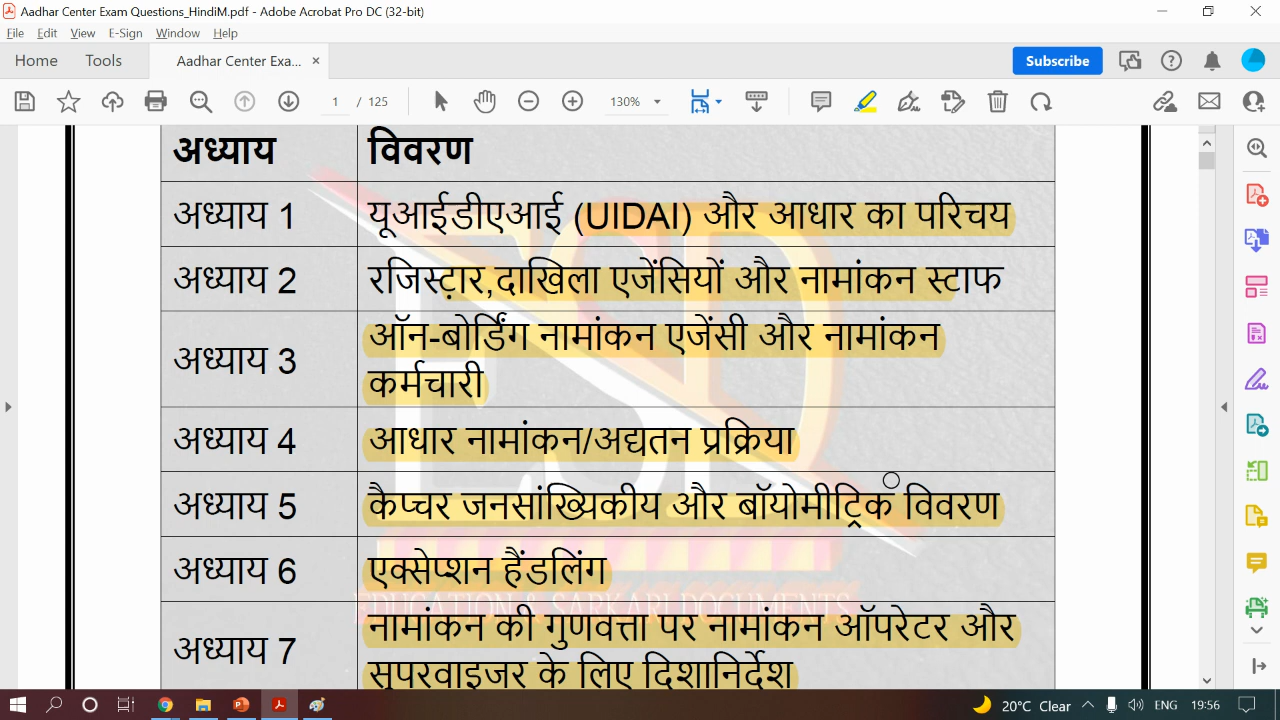 Aadhar Center Exam Questions_HindiM.pdf - Adobe Acrobat Pro DC (32-bit)
File Edit View E-Sign Window Help
Home Tools Aadhar Center Exa... × Subscribe
1 / 125 130%
अध्याय विवरण
अध्याय 1 यूआईडीएआई (UIDAI) और आधार का परिचय
अध्याय 2 रजिस्ट़ार,दाखिला एजेंसियों और नामांकन स्टाफ
अध्याय 3 ऑन-बोर्डिंग नामांकन एजेंसी और नामांकन
कर्मचारी
अध्याय 4 आधार नामांकन/अद्यतन प्रक्रिया
अध्याय 5 कैप्चर जनसांख्यिकीय और बॉयोमीट्रिक विवरण
अध्याय 6 एक्सेप्शन हैंडलिंग
अध्याय 7 नामांकन की गुणवत्ता पर नामांकन ऑपरेटर और
सुपरवाइजर के लिए दिशानिर्देश
ESD
EDUCATION & SARKARI DOCUMENTS
20°C Clear ENG 19:56